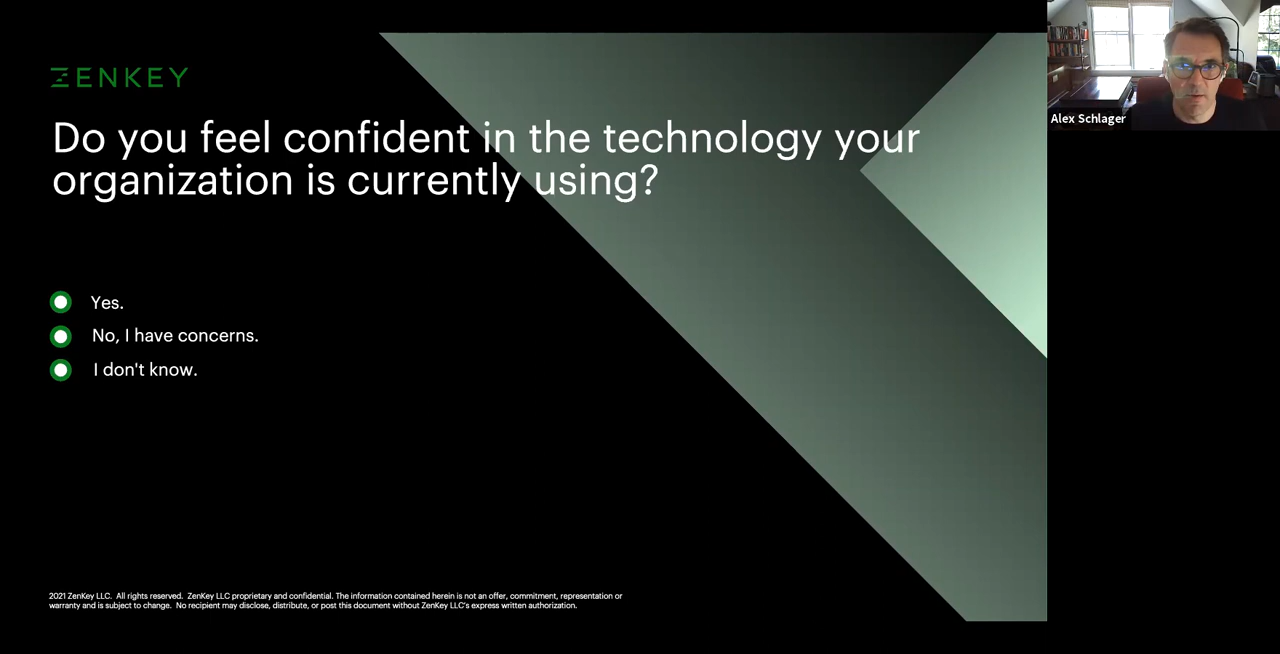 ZENKEY
Do you feel confident in the technology your
organization is currently using?
Yes.
No, I have concerns.
I don't know.
2021 ZenKey LLC. All rights reserved. ZenKey LLC proprietary and confidential. The information contained herein is not an offer, commitment, representation or
warranty and is subject to change. No recipient may disclose, distribute, or post this document without ZenKey LLC's express written authorization.
Alex Schlager